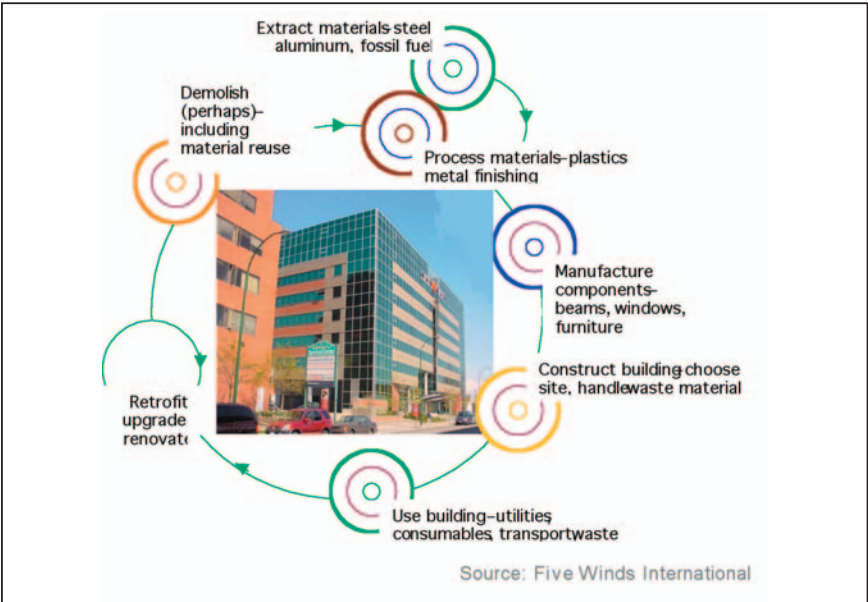 Extract materials-steel
aluminum, fossil fuel
Demolish
(perhaps)–
including
material reuse
Process materials–plastics
metal finishing
Manufacture
components–
beams, windows,
furniture
Construct building-choose
site, handlewaste material
Retrofit
upgrade
renovate
Use building–utilities,
consumables, transportwaste
Source: Five Winds International